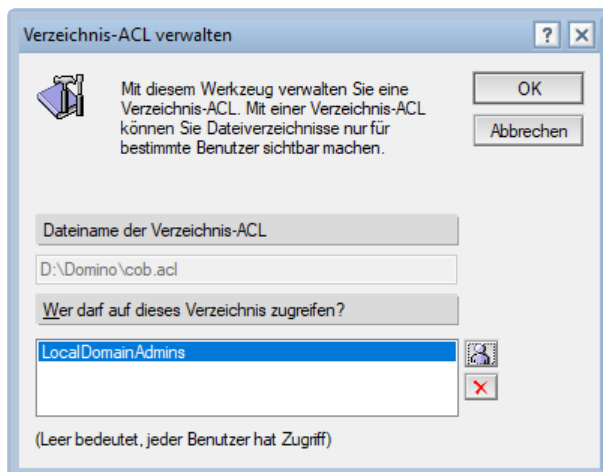 Verzeichnis-ACL verwalten
?
Mit diesem Werkzeug verwalten Sie eine
Verzeichnis-ACL. Mit einer Verzeichnis-ACL
können Sie Dateiverzeichnisse nur für
bestimmte Benutzer sichtbar machen.
OK
Abbrechen
Dateiname der Verzeichnis-ACL
D:\Domino\cob.acl
Wer darf auf dieses Verzeichnis zugreifen?
LocalDomainAdmins
(Leer bedeutet, jeder Benutzer hat Zugriff)